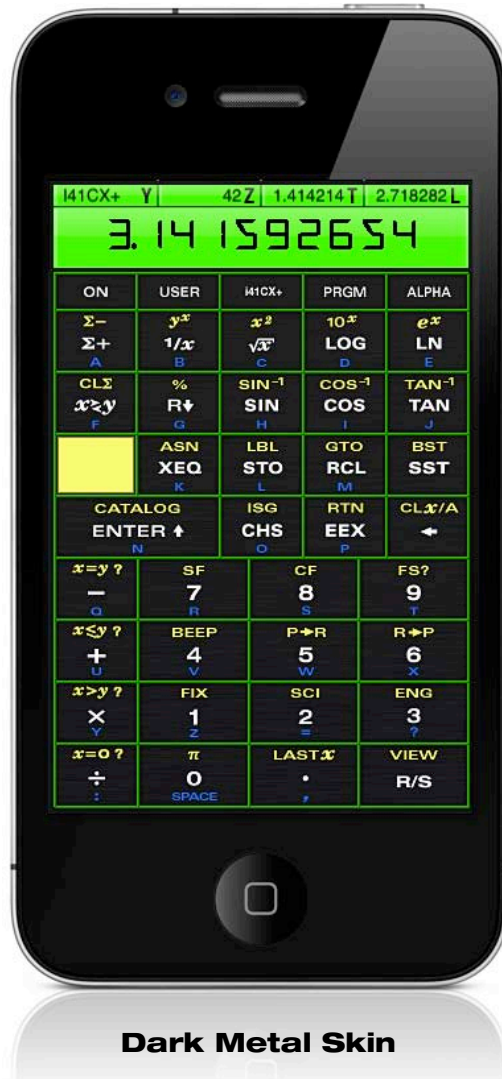 I41CX+ Y 42 Z 1.414214 T 2.718282 L
3.141592654
ON USER i41CX+ PRGM ALPHA
Σ− yˣ x² 10ˣ eˣ
Σ+ 1/x √x LOG LN
A B C D E
CLΣ % SIN⁻¹ COS⁻¹ TAN⁻¹
x≷y R↓ SIN COS TAN
F G H I J
ASN LBL GTO BST
XEQ STO RCL SST
K L M
CATALOG ISG RTN CLx/A
ENTER ↑ CHS EEX ←
N O P
x=y ? SF CF FS?
− 7 8 9
Q R S T
x≤y ? BEEP P→R R→P
+ 4 5 6
U V W X
x>y ? FIX SCI ENG
× 1 2 3
Y Z = ?
x=0 ? π LASTx VIEW
÷ 0 . R/S
: SPACE ,
Dark Metal Skin